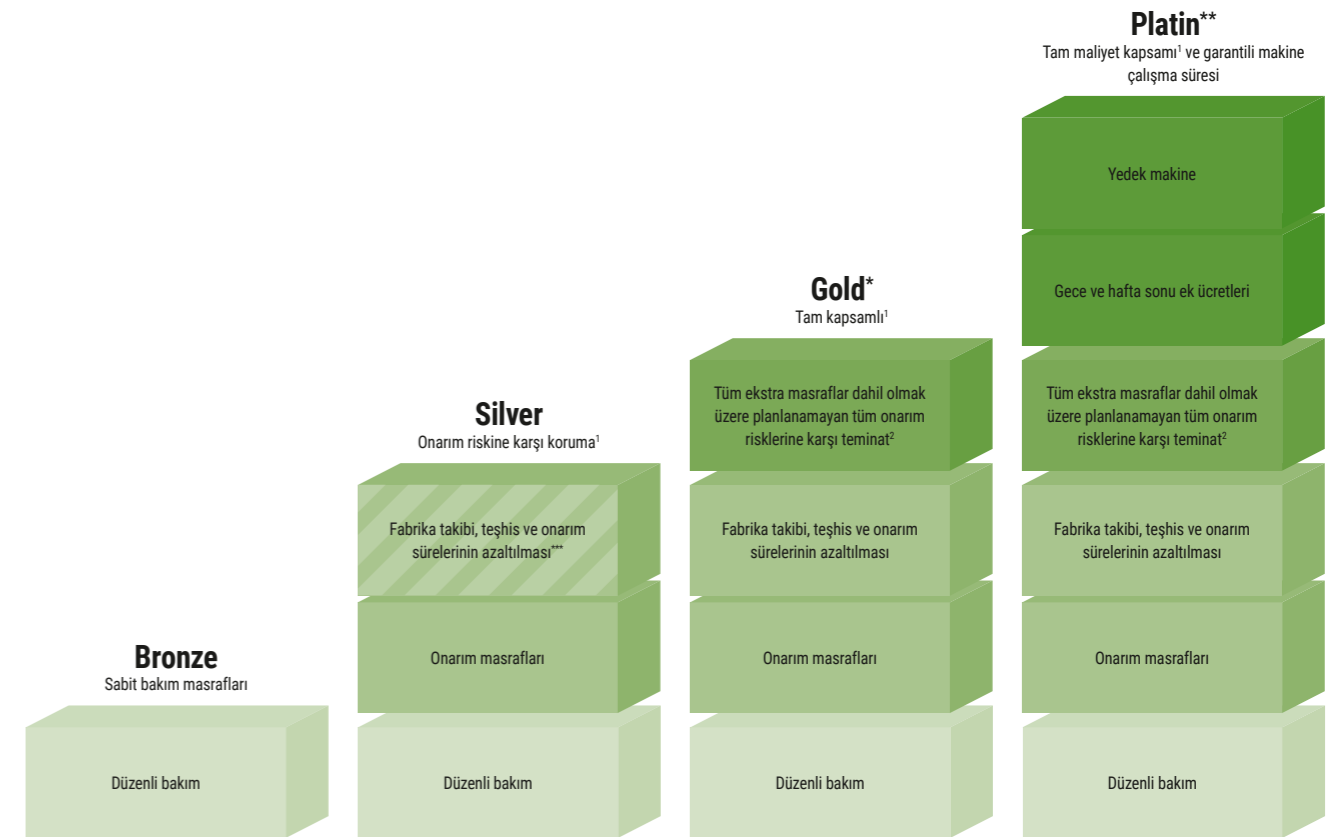 Platin**
Tam maliyet kapsamı¹ ve garantili makine
çalışma süresi
Yedek makine
Gece ve hafta sonu ek ücretleri
Gold*
Tam kapsamlı¹
Tüm ekstra masraflar dahil olmak
üzere planlanamayan tüm onarım
risklerine karşı teminat²
Tüm ekstra masraflar dahil olmak
üzere planlanamayan tüm onarım
risklerine karşı teminat²
Silver
Onarım riskine karşı koruma¹
Fabrika takibi, teşhis ve onarım
sürelerinin azaltılması***
Fabrika takibi, teşhis ve onarım
sürelerinin azaltılması
Fabrika takibi, teşhis ve onarım
sürelerinin azaltılması
Bronze
Sabit bakım masrafları
Onarım masrafları
Onarım masrafları
Onarım masrafları
Düzenli bakım
Düzenli bakım
Düzenli bakım
Düzenli bakım